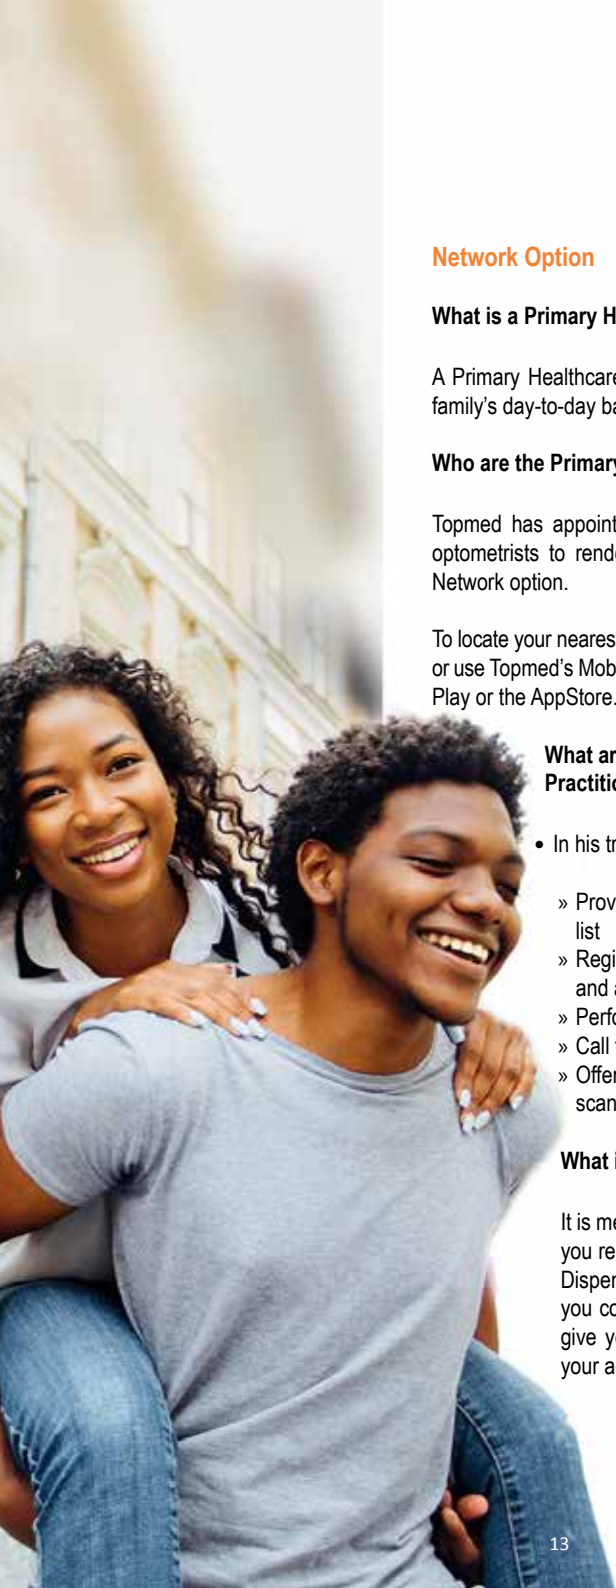 Network Option
What is a Primary H
A Primary Healthcare
family's day-to-day ba
Who are the Primary
Topmed has appoint
optometrists to rende
Network option.
To locate your neares
or use Topmed's Mob
Play or the AppStore.
What ar
Practitio
• In his tr
» Prov
list
» Regi
and a
» Perfo
» Call
» Offer
scan
What i
It is me
you re
Disper
you co
give yo
your a
13